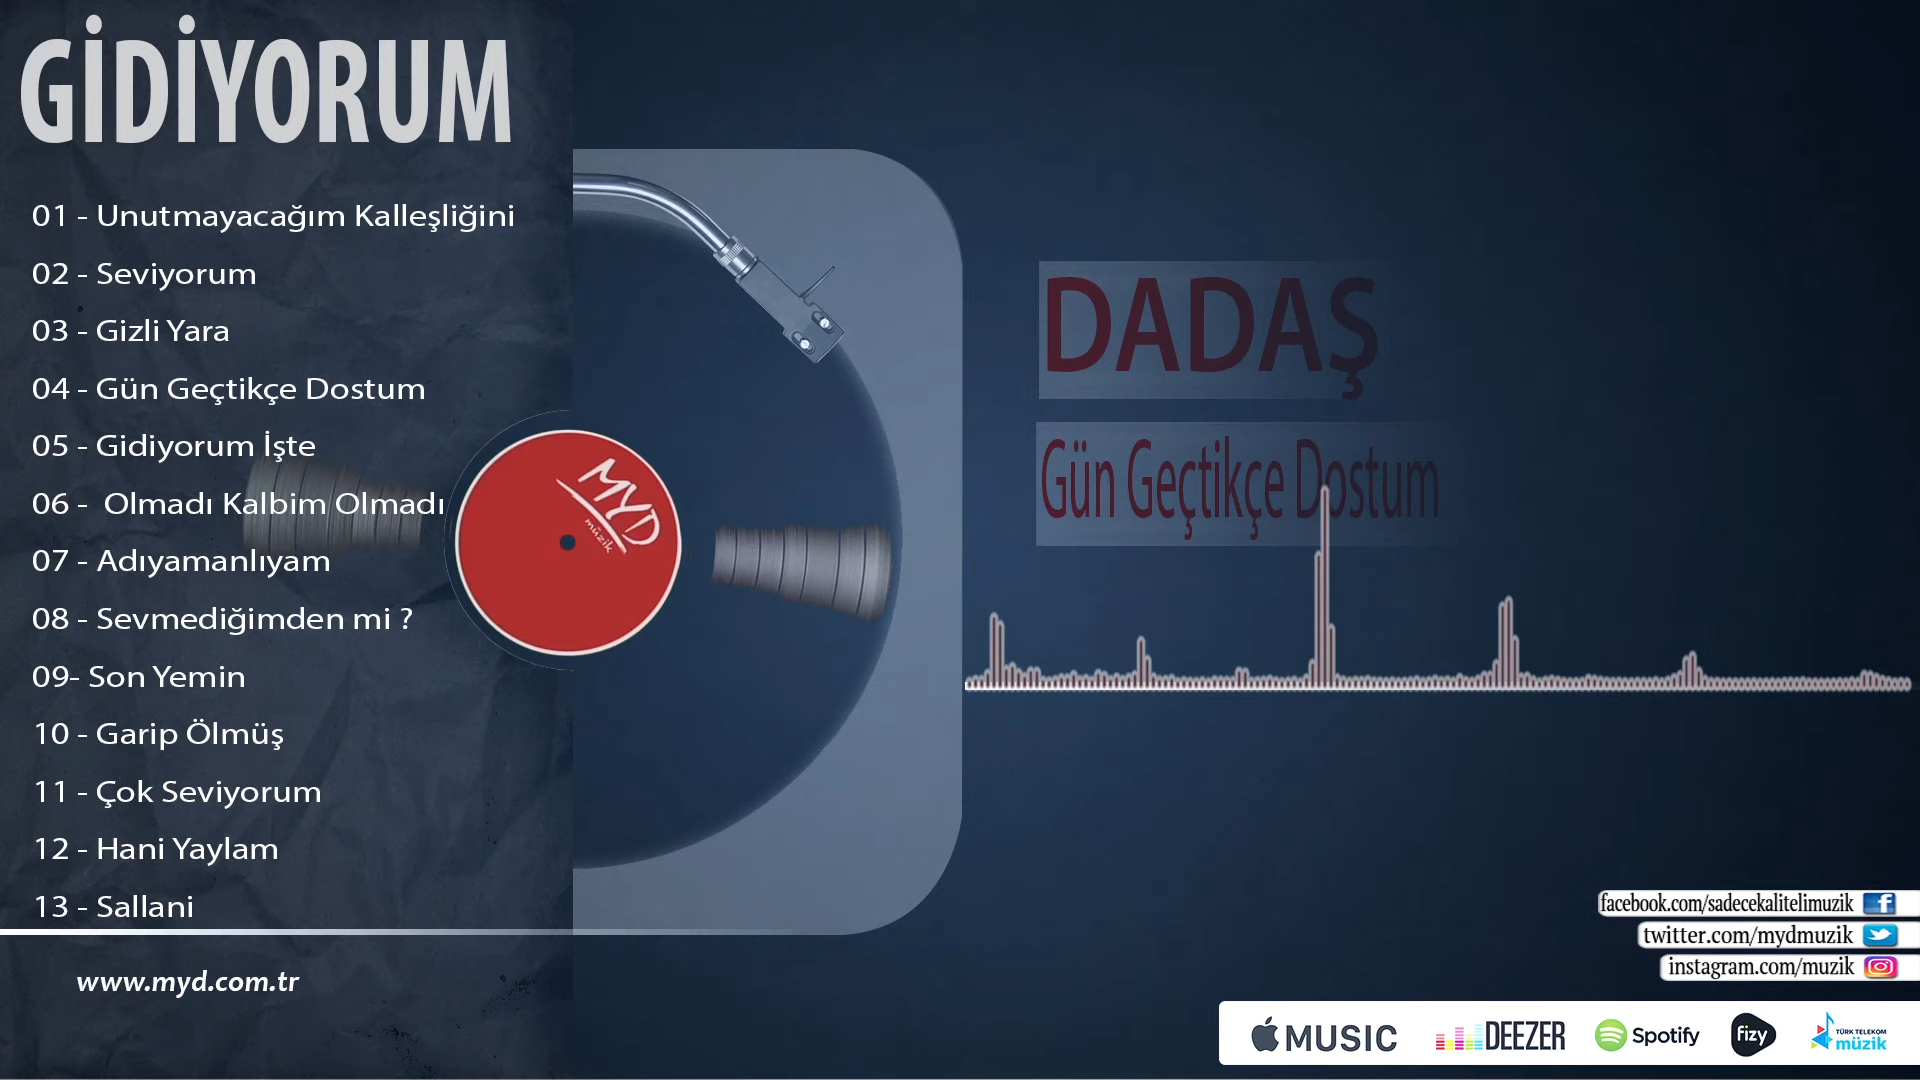 GİDİYORUM
01 - Unutmayacağım Kalleşliğini
02 - Seviyorum
03 - Gizli Yara
04 - Gün Geçtikçe Dostum
05 - Gidiyorum İşte
06 - Olmadı Kalbim Olmadı
07 - Adıyamanlıyam
08 - Sevmediğimden mi ?
09- Son Yemin
10 - Garip Ölmüş
11 - Çok Seviyorum
12 - Hani Yaylam
13 - Sallani
www.myd.com.tr
MYD
müzik
DADAŞ
Gün Geçtikçe Dostum
facebook.com/sadecekalitelimuzik
twitter.com/mydmuzik
instagram.com/muzik
MUSIC
DEEZER
Spotify
fizy
TÜRK TELEKOM
müzik